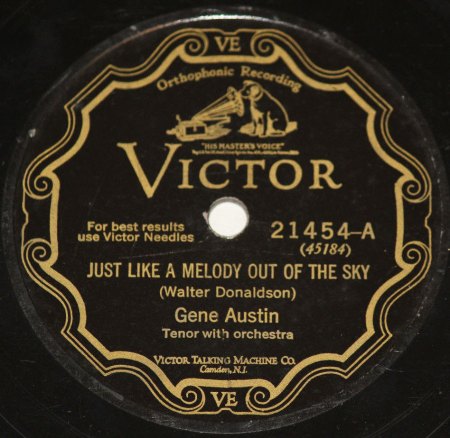 VE
Orthophonic Recording
"HIS MASTER'S VOICE"
VICTOR
For best results
use Victor Needles
21454-A
(45184)
JUST LIKE A MELODY OUT OF THE SKY
(Walter Donaldson)
Gene Austin
Tenor with orchestra
VICTOR TALKING MACHINE CO.
Camden, N.J.
VE